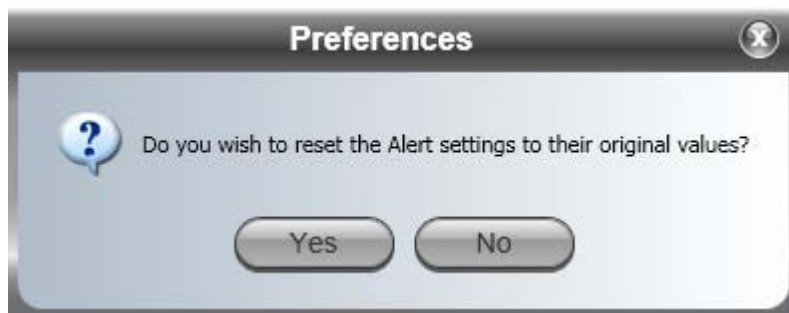 Preferences
Do you wish to reset the Alert settings to their original values?
Yes No